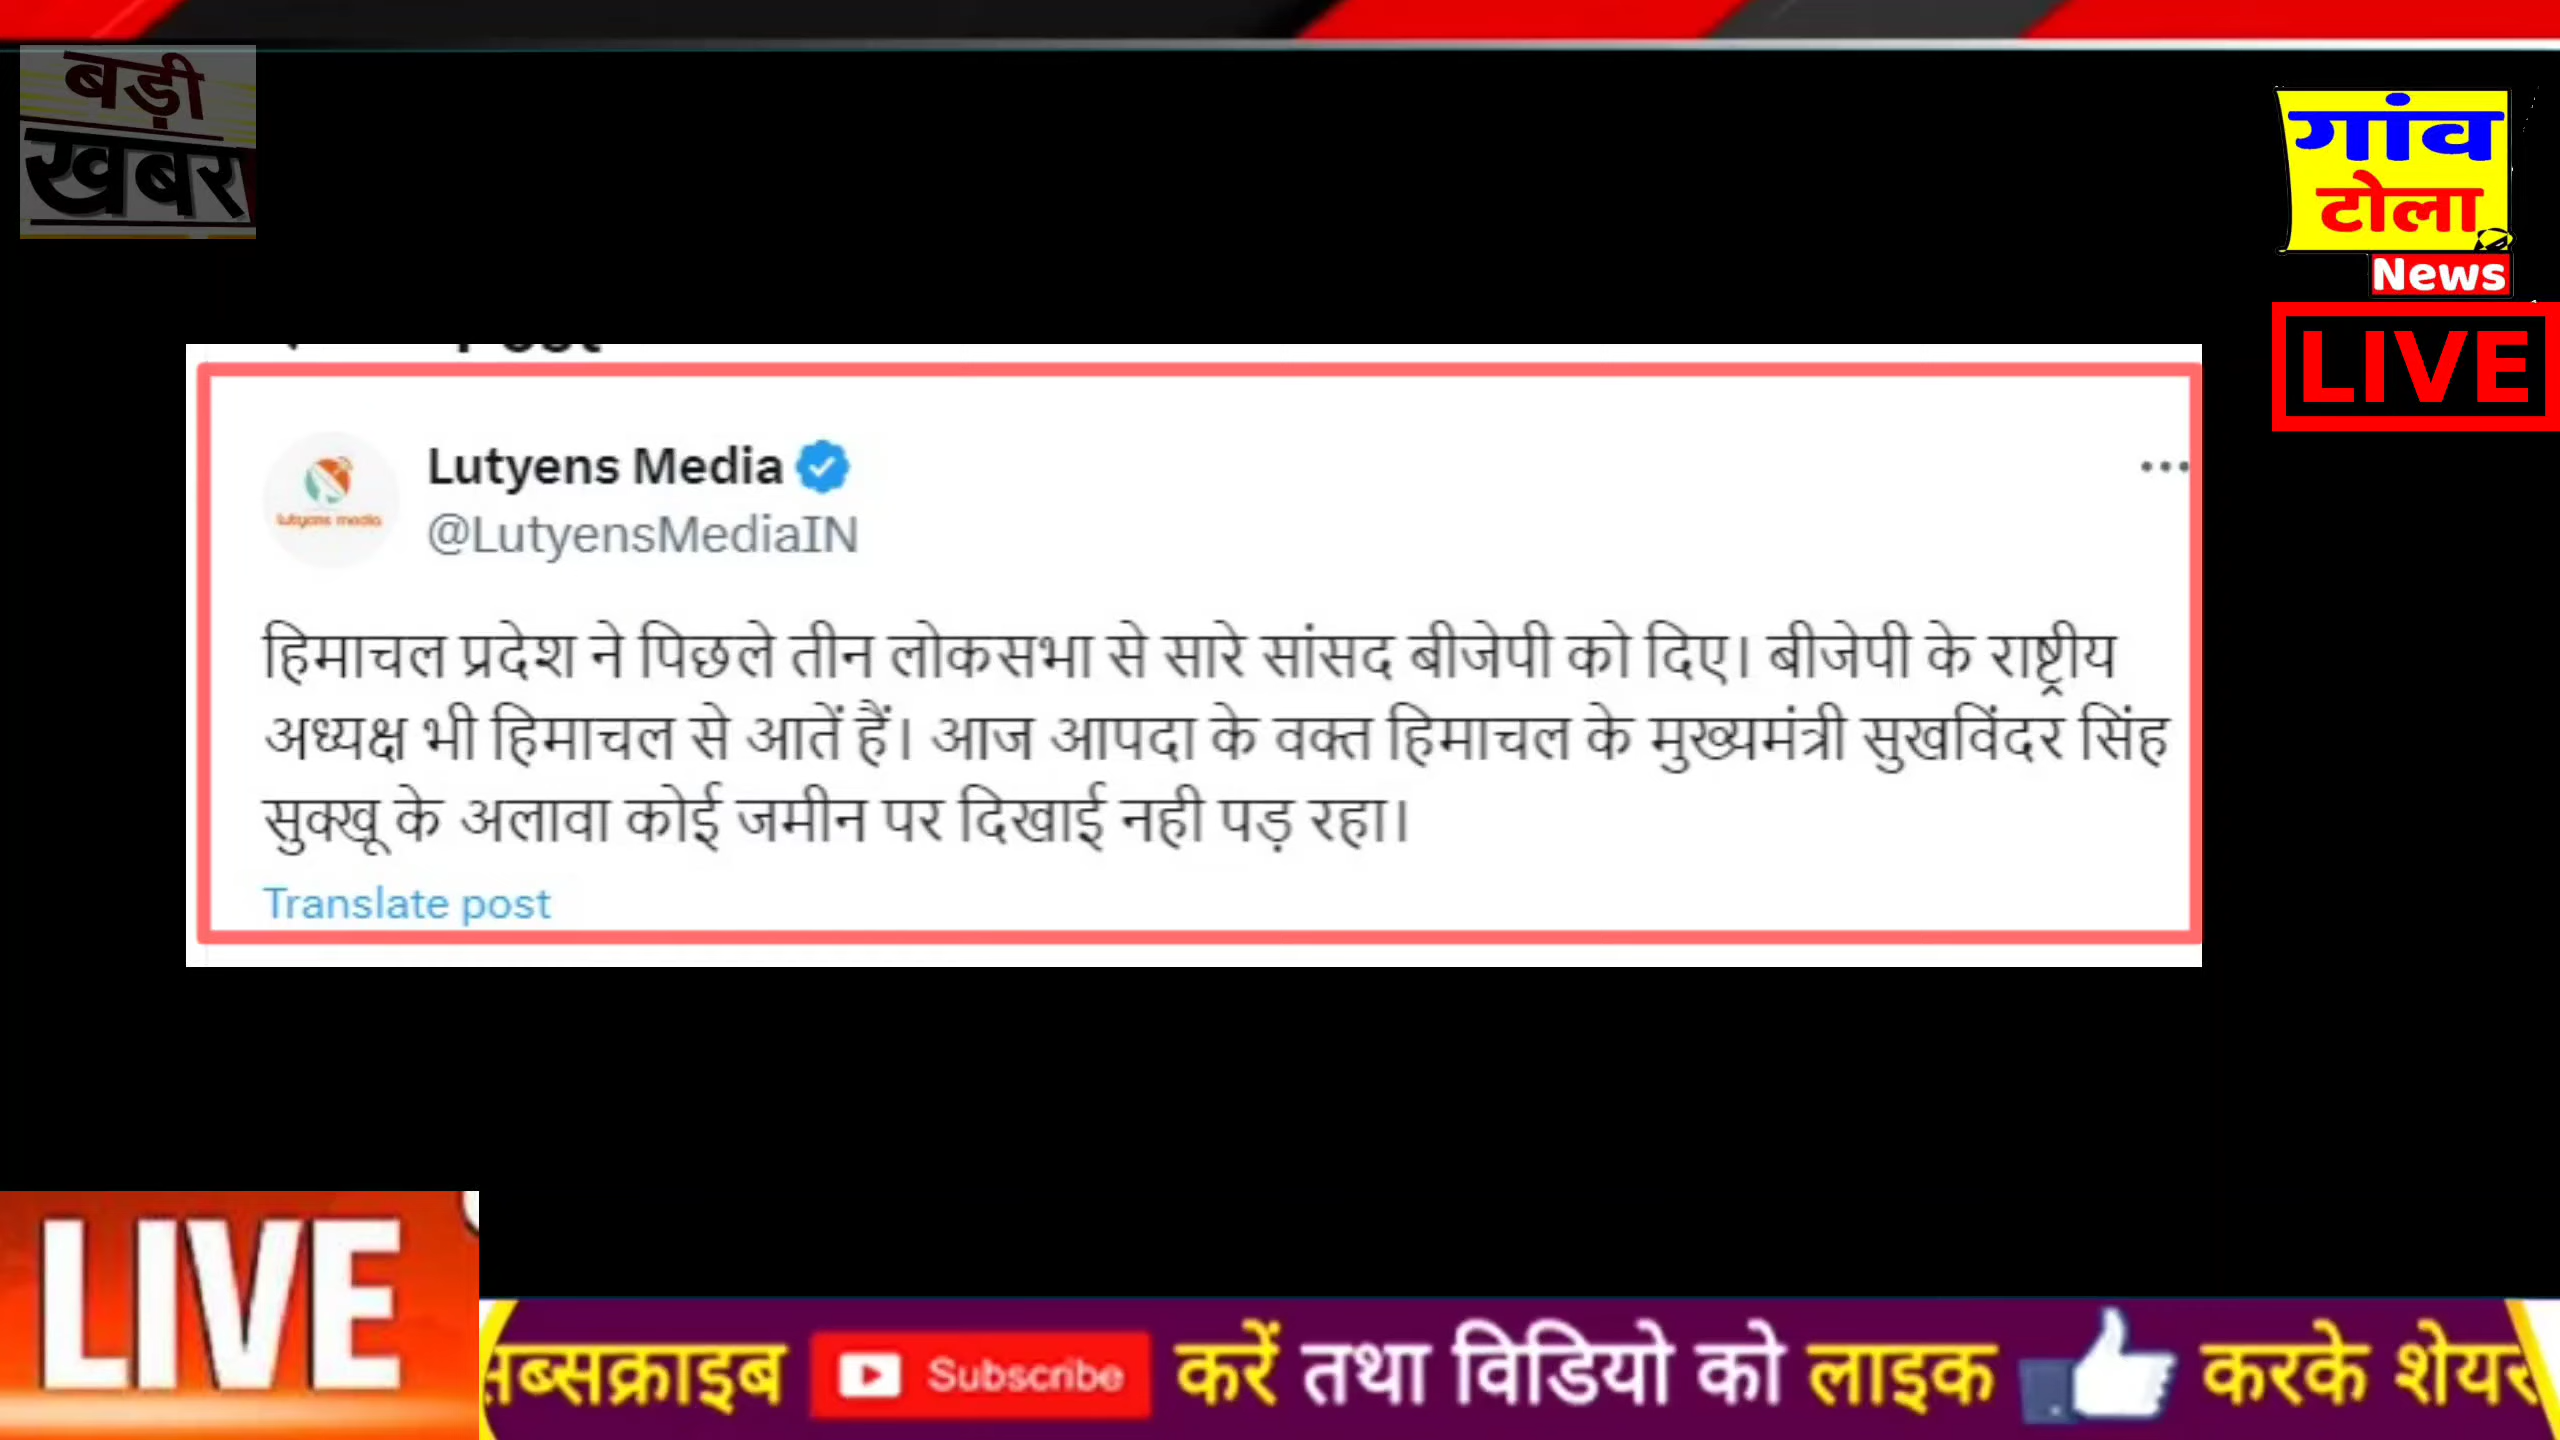 बड़ी
खबर
गांव
टोला
News
LIVE
Lutyens Media
@LutyensMediaIN
lutyens media
हिमाचल प्रदेश ने पिछले तीन लोकसभा से सारे सांसद बीजेपी को दिए। बीजेपी के राष्ट्रीय
अध्यक्ष भी हिमाचल से आतें हैं। आज आपदा के वक्त हिमाचल के मुख्यमंत्री सुखविंदर सिंह
सुक्खू के अलावा कोई जमीन पर दिखाई नही पड़ रहा।
Translate post
LIVE
सब्सक्राइब Subscribe करें तथा विडियो को लाइक करके शेयर